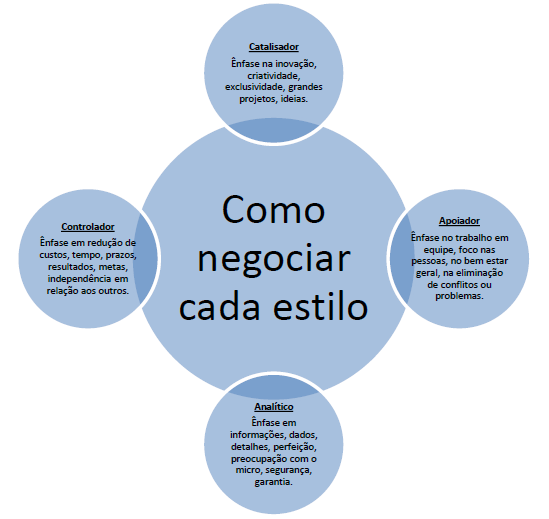 Catalisador
Ênfase na inovação,
criatividade,
exclusividade, grandes
projetos, ideias.
Como
negociar
cada estilo
Controlador
Ênfase em redução de
custos, tempo, prazos,
resultados, metas,
independência em
relação aos outros.
Apoiador
Ênfase no trabalho em
equipe, foco nas
pessoas, no bem estar
geral, na eliminação
de conflitos ou
problemas.
Analítico
Ênfase em
informações, dados,
detalhes, perfeição,
preocupação com o
micro, segurança,
garantia.